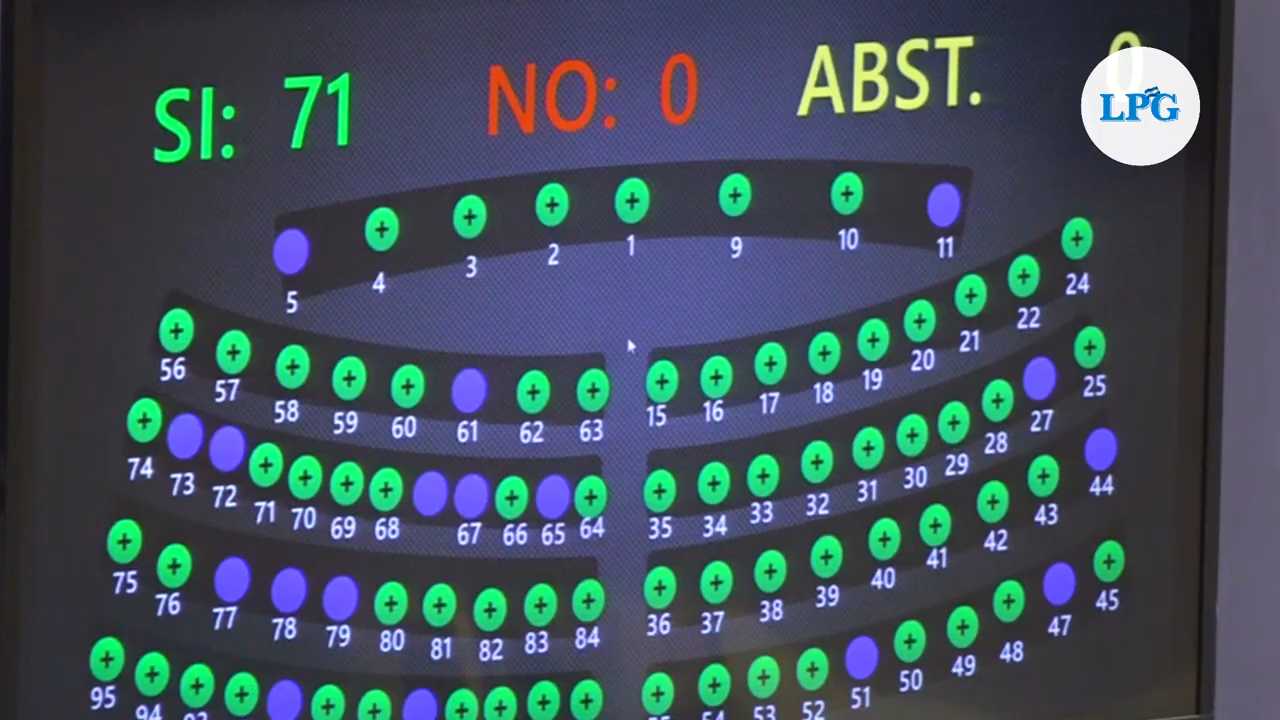 SI: 71 NO: 0 ABST. 0
LPG
5 4 3 2 1 9 10 11
56 57 58 59 60 61 62 63 15 16 17 18 19 20 21 22 24
74 73 72 71 70 69 68 67 66 65 64 35 34 33 32 31 30 29 28 27 25
75 76 77 78 79 80 81 82 83 84 36 37 38 39 40 41 42 43 44
95 94 52 51 50 49 48 47 45